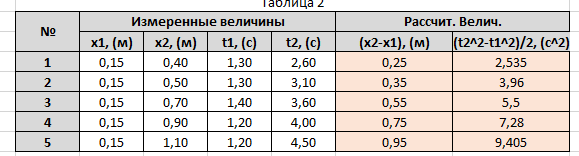 Таблица 2
№ Измеренные величины Рассчит. Велич.
x1, (м) x2, (м) t1, (с) t2, (с) (x2-x1), (м) (t2^2-t1^2)/2, (с^2)
1 0,15 0,40 1,30 2,60 0,25 2,535
2 0,15 0,50 1,30 3,10 0,35 3,96
3 0,15 0,70 1,40 3,60 0,55 5,5
4 0,15 0,90 1,20 4,00 0,75 7,28
5 0,15 1,10 1,20 4,50 0,95 9,405